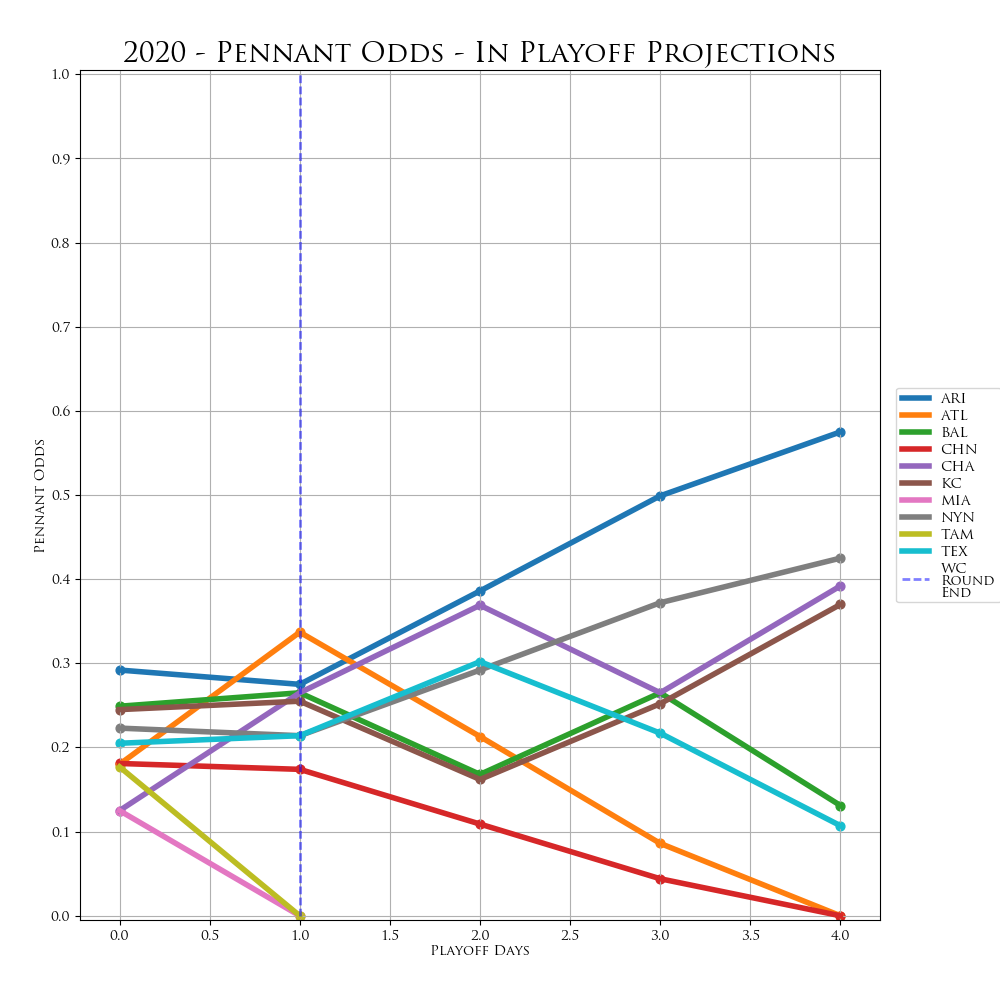 2020 - Pennant Odds - In Playoff Projections
1.0
0.9
0.8
0.7
0.6
0.5
0.4
0.3
0.2
0.1
0.0
Pennant Odds
0.0 0.5 1.0 1.5 2.0 2.5 3.0 3.5 4.0
Playoff Days
ARI
ATL
BAL
CHN
CHA
KC
MIA
NYN
TAM
TEX
WC
Round
End